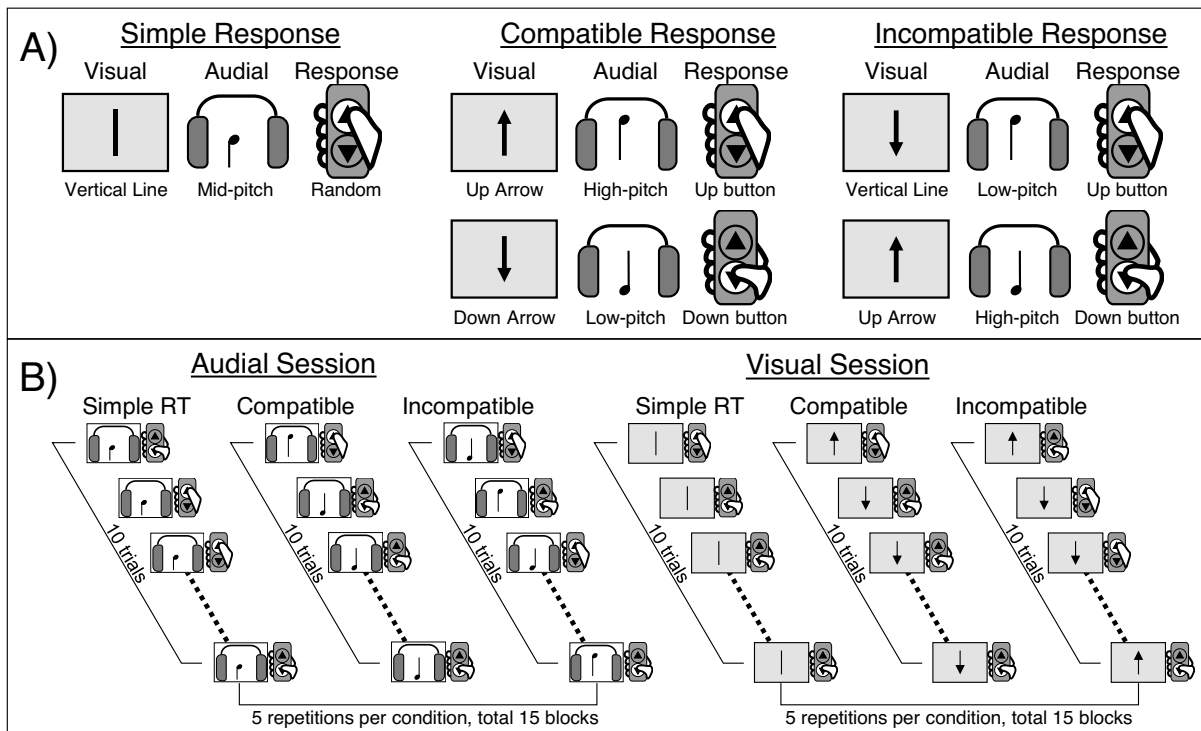 A)
Simple Response
Compatible Response
Incompatible Response
Visual Audial Response
Visual Audial Response
Visual Audial Response
Vertical Line Mid-pitch Random
Up Arrow High-pitch Up button
Vertical Line Low-pitch Up button
Down Arrow Low-pitch Down button
Up Arrow High-pitch Down button
B)
Audial Session
Visual Session
Simple RT Compatible Incompatible
Simple RT Compatible Incompatible
10 trials
10 trials
10 trials
10 trials
10 trials
10 trials
5 repetitions per condition, total 15 blocks
5 repetitions per condition, total 15 blocks